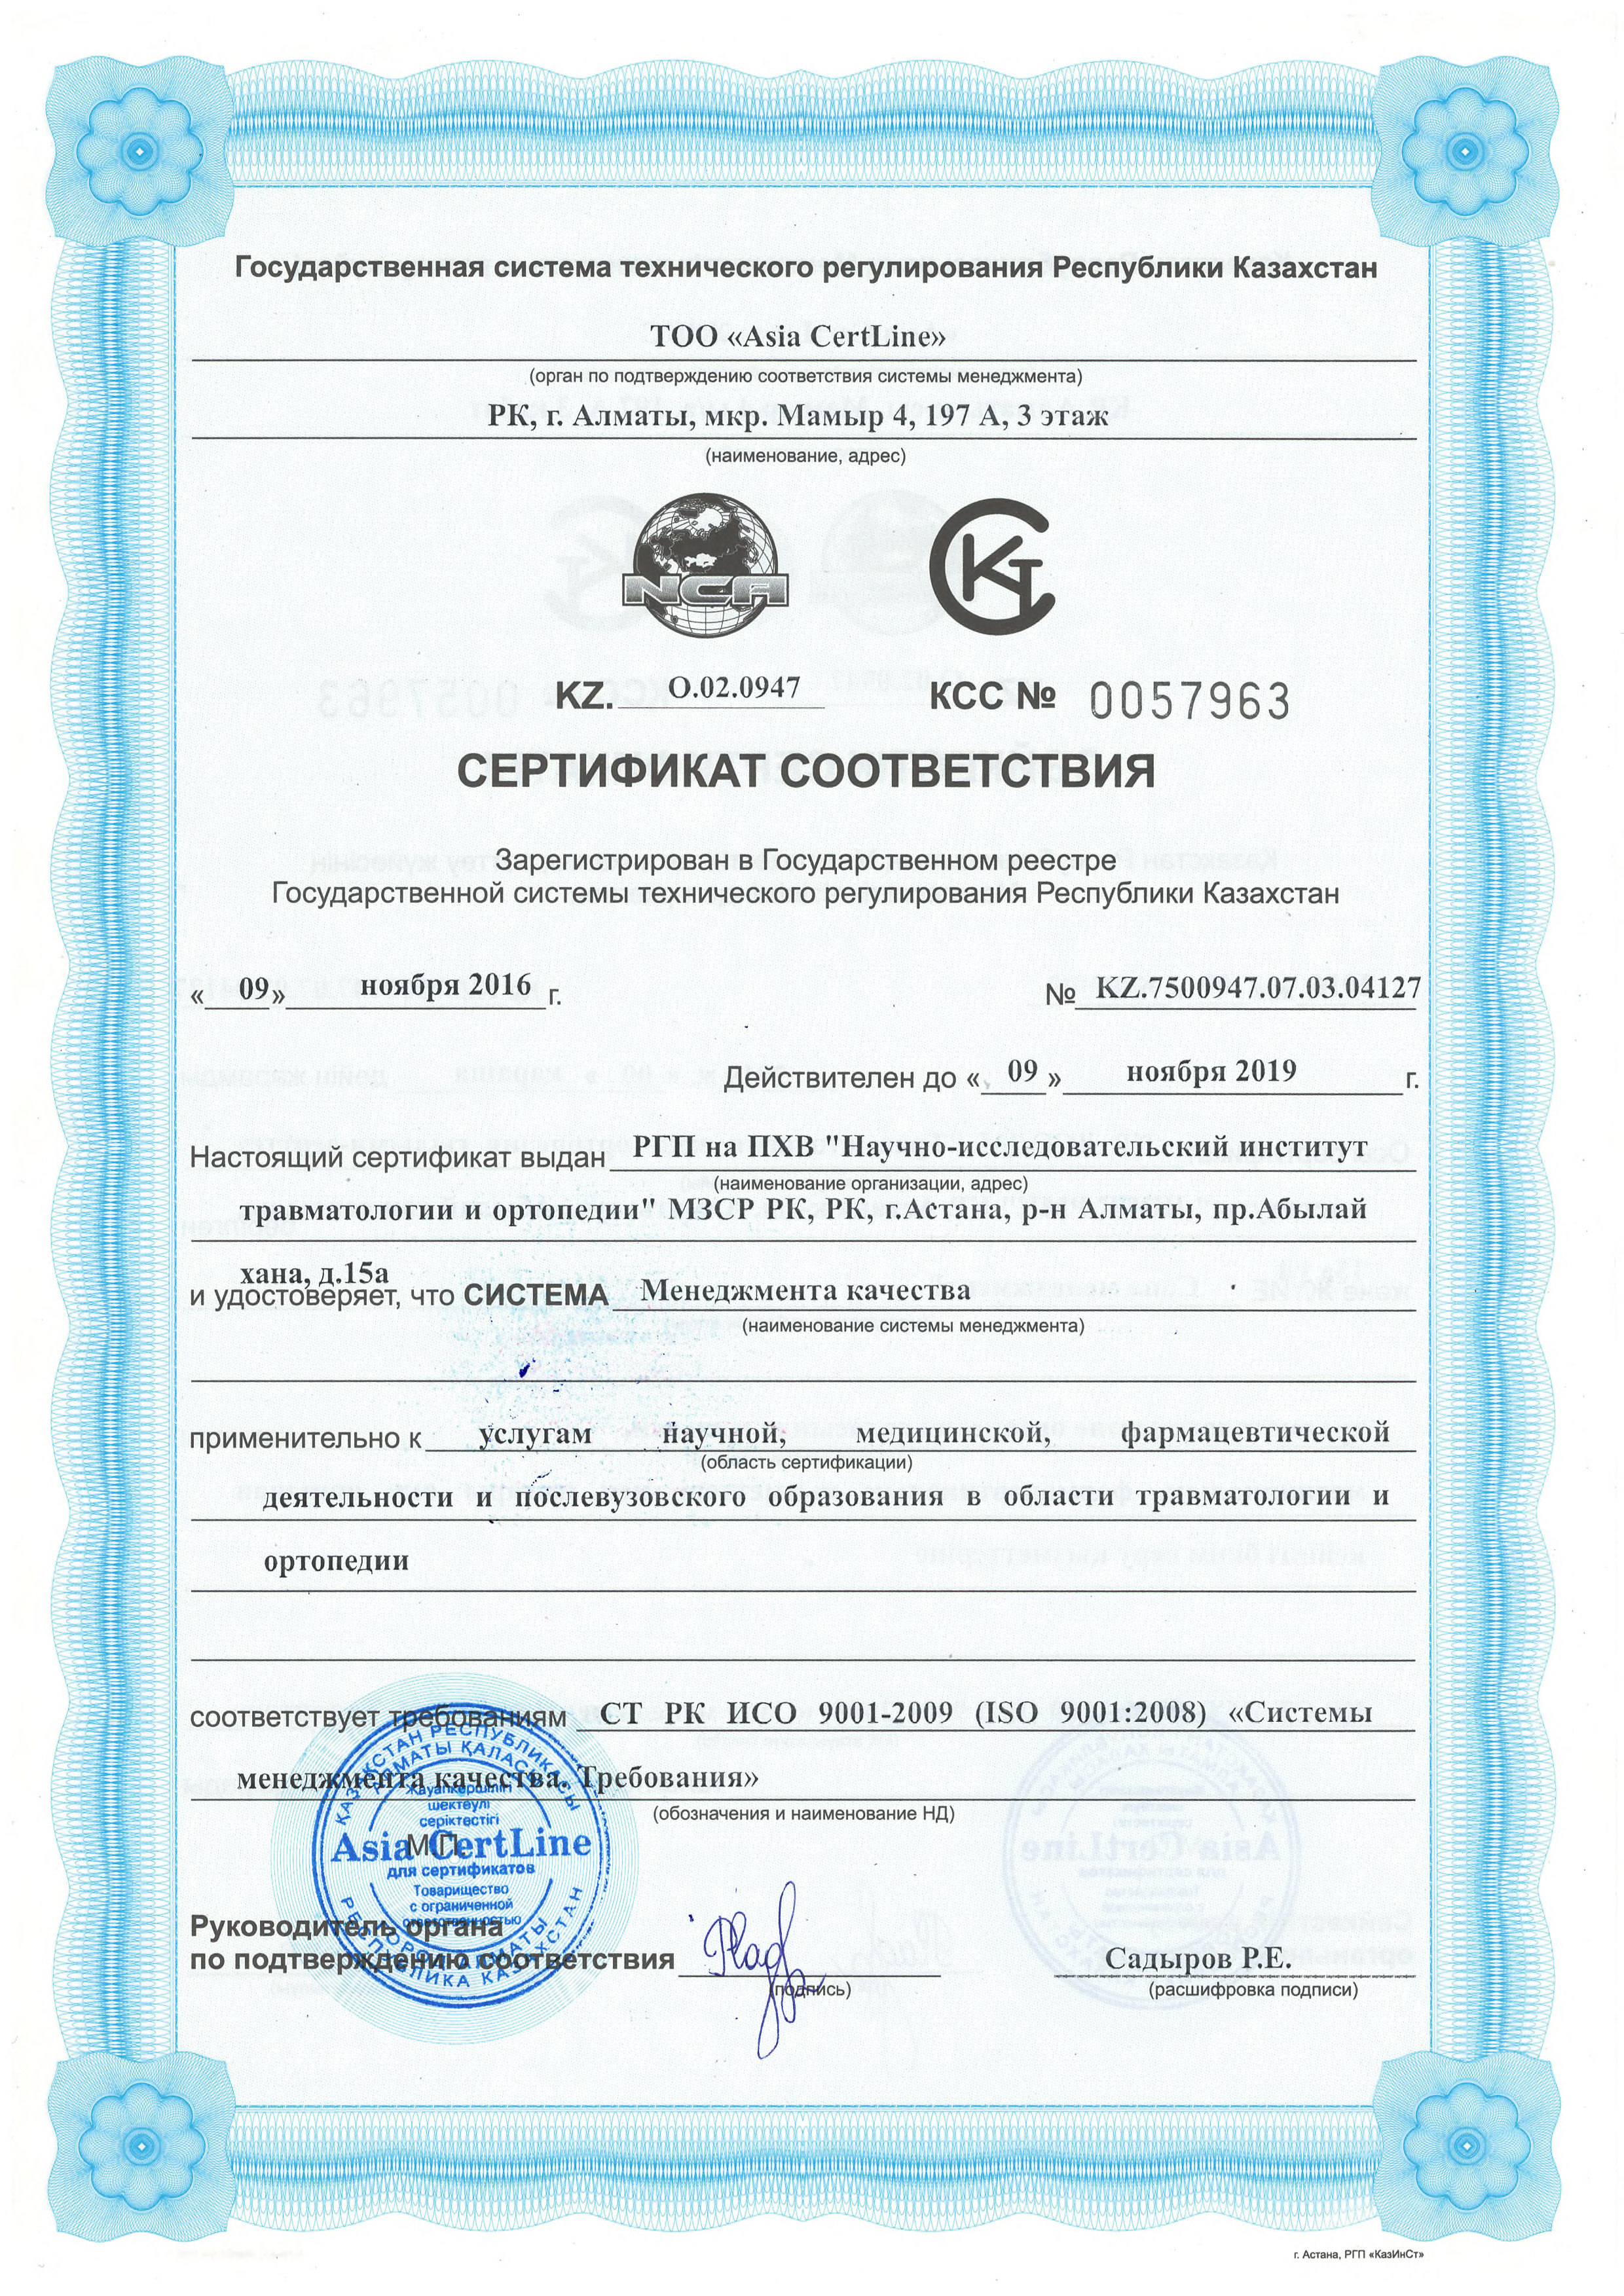 Государственная система технического регулирования Республики Казахстан
ТОО «Asia CertLine»
(орган по подтверждению соответствия системы менеджмента)
РК, г. Алматы, мкр. Мамыр 4, 197 А, 3 этаж
(наименование, адрес)
NCA
KT
KZ. О.02.0947 КСС № 0057963
СЕРТИФИКАТ СООТВЕТСТВИЯ
Зарегистрирован в Государственном реестре
Государственной системы технического регулирования Республики Казахстан
« 09 » ноября 2016 г. № KZ.7500947.07.03.04127
Действителен до « 09 » ноября 2019 г.
Настоящий сертификат выдан РГП на ПХВ "Научно-исследовательский институт
(наименование организации, адрес)
травматологии и ортопедии" МЗСР РК, РК, г.Астана, р-н Алматы, пр.Абылай
хана, д.15а
и удостоверяет, что СИСТЕМА Менеджмента качества
(наименование системы менеджмента)
применительно к услугам научной, медицинской, фармацевтической
(область сертификации)
деятельности и послевузовского образования в области травматологии и
ортопедии
соответствует требованиям СТ РК ИСО 9001-2009 (ISO 9001:2008) «Системы
менеджмента качества. Требования»
(обозначения и наименование НД)
М.П.
ҚАЗАҚСТАН РЕСПУБЛИКАСЫ
АЛМАТЫ ҚАЛАСЫ
Жауапкершілігі
шектеулі
серіктестігі
Asia CertLine
для сертификатов
Товарищество
с ограниченной
ответственностью
ГОРОД АЛМАТЫ
РЕСПУБЛИКА КАЗАХСТАН
Руководитель органа
по подтверждению соответствия
(подпись)
Садыров Р.Е.
(расшифровка подписи)
г. Астана, РГП «КазИнСт»